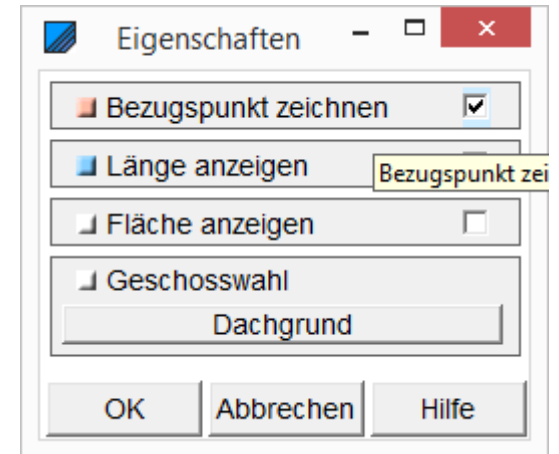 Eigenschaften
Bezugspunkt zeichnen
Länge anzeigen
Bezugspunkt zei
Fläche anzeigen
Geschosswahl
Dachgrund
OK Abbrechen Hilfe